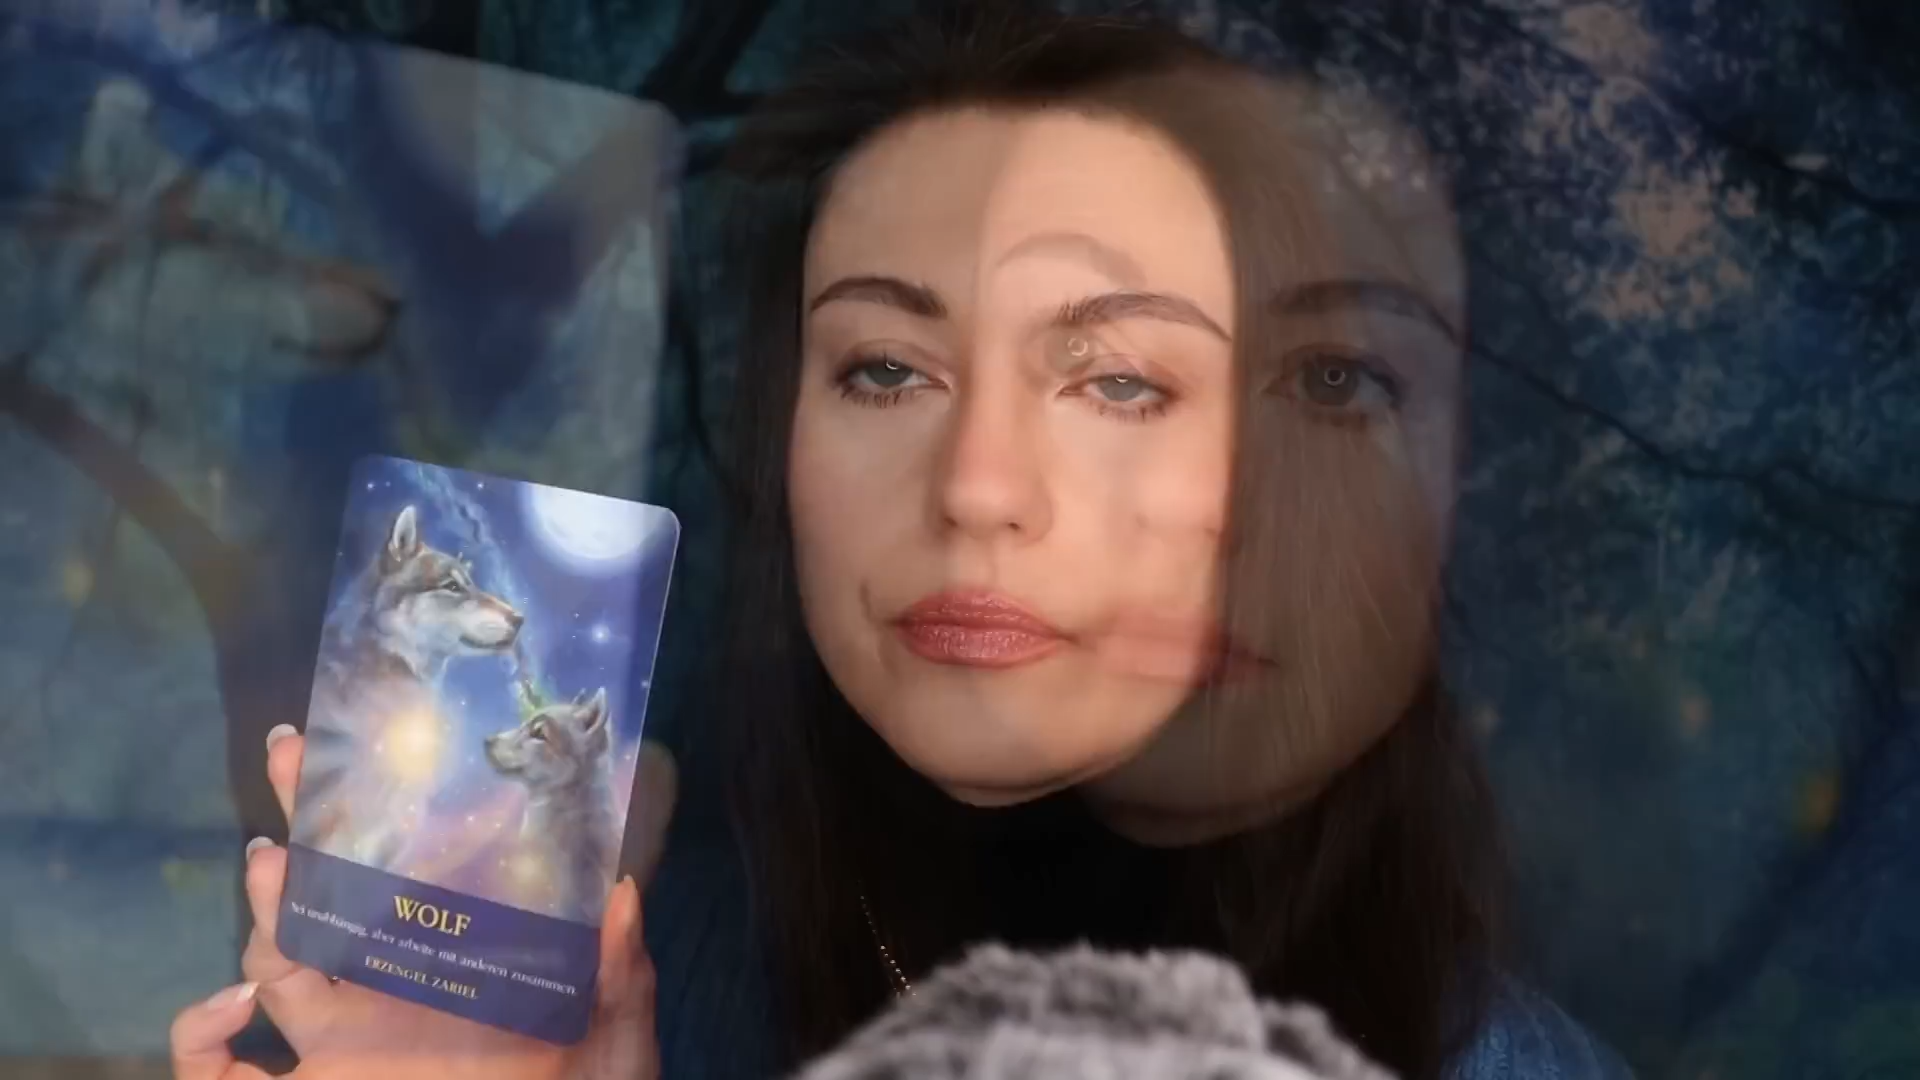 WOLF
Sei unabhängig, aber arbeite mit anderen zusammen.
ERZENGEL ZARIEL